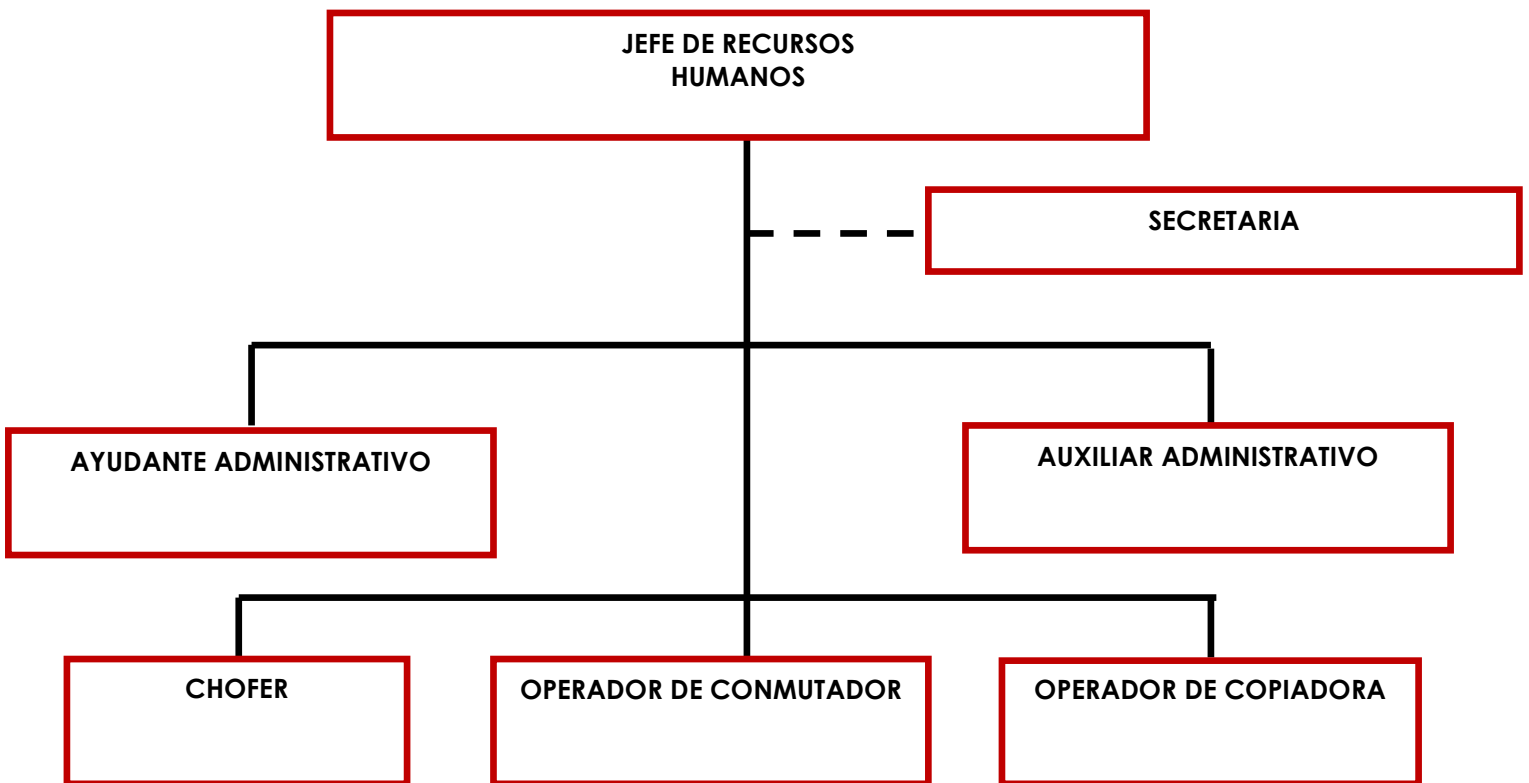 JEFE DE RECURSOS
HUMANOS
SECRETARIA
AYUDANTE ADMINISTRATIVO
AUXILIAR ADMINISTRATIVO
CHOFER
OPERADOR DE CONMUTADOR
OPERADOR DE COPIADORA